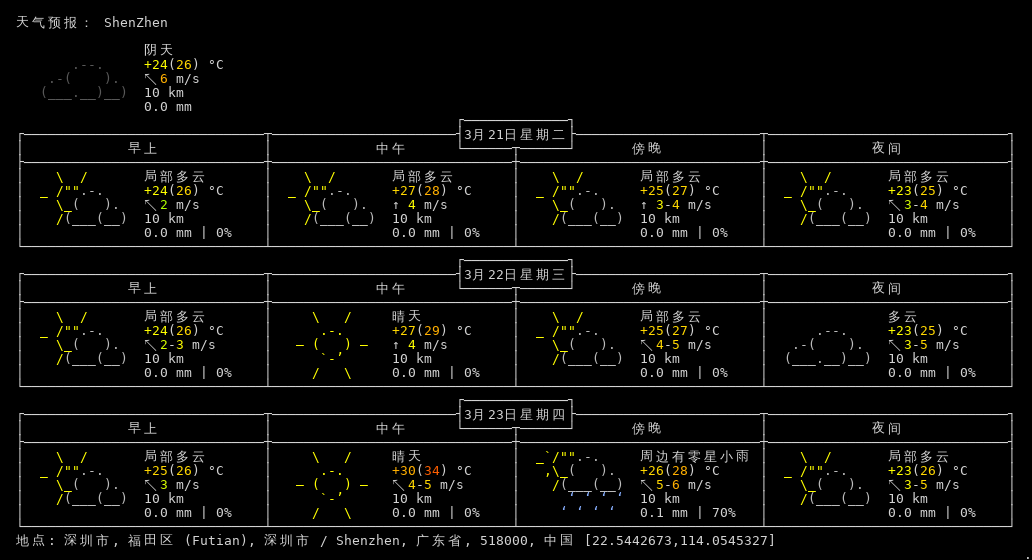 天气预报： ShenZhen
阴天
+24(26) °C
↖6 m/s
10 km
0.0 mm
3月21日星期二
早上 中午 傍晚 夜间
局部多云 局部多云 局部多云 局部多云
+24(26) °C +27(28) °C +25(27) °C +23(25) °C
↖2 m/s ↑ 4 m/s ↑ 3-4 m/s ↖3-4 m/s
10 km 10 km 10 km 10 km
0.0 mm | 0% 0.0 mm | 0% 0.0 mm | 0% 0.0 mm | 0%
3月22日星期三
早上 中午 傍晚 夜间
局部多云 晴天 局部多云 多云
+24(26) °C +27(29) °C +25(27) °C +23(25) °C
↖2-3 m/s ↑ 4 m/s ↖4-5 m/s ↖3-5 m/s
10 km 10 km 10 km 10 km
0.0 mm | 0% 0.0 mm | 0% 0.0 mm | 0% 0.0 mm | 0%
3月23日星期四
早上 中午 傍晚 夜间
局部多云 晴天 周边有零星小雨 局部多云
+25(26) °C +30(34) °C +26(28) °C +23(26) °C
↖3 m/s ↖4-5 m/s ↖5-6 m/s ↖3-5 m/s
10 km 10 km 10 km 10 km
0.0 mm | 0% 0.0 mm | 0% 0.1 mm | 70% 0.0 mm | 0%
地点: 深圳市, 福田区 (Futian), 深圳市 / Shenzhen, 广东省, 518000, 中国 [22.5442673,114.0545327]